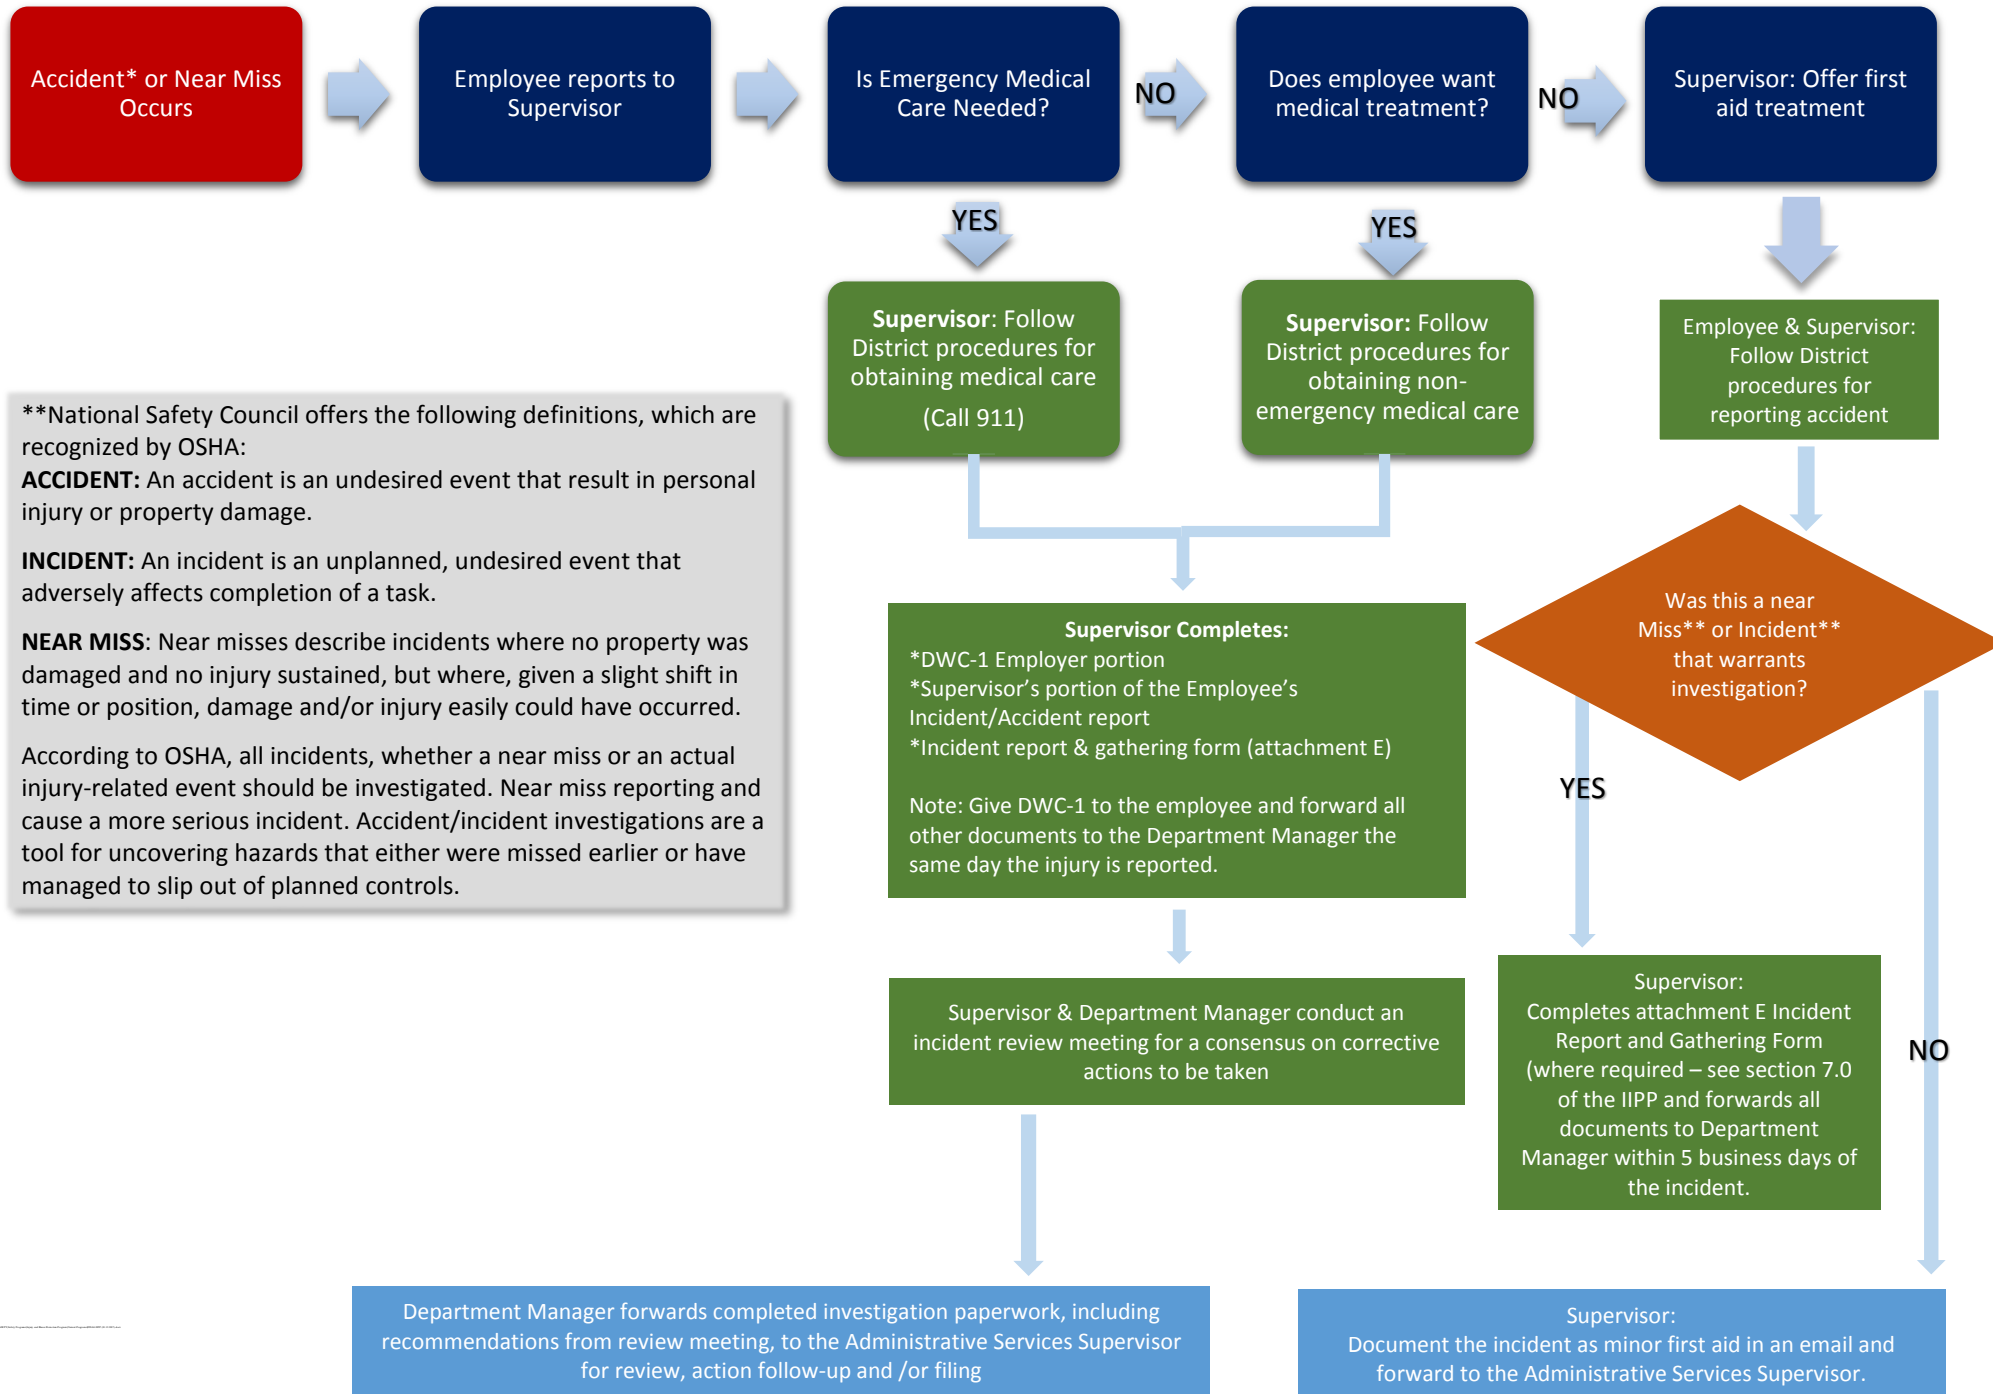 Accident* or Near Miss
Occurs
Employee reports to
Supervisor
Is Emergency Medical
Care Needed?
NO
Does employee want
medical treatment?
NO
Supervisor: Offer first
aid treatment
YES
YES
Supervisor: Follow
District procedures for
obtaining medical care
(Call 911)
Supervisor: Follow
District procedures for
obtaining non-
emergency medical care
Employee & Supervisor:
Follow District
procedures for
reporting accident
**National Safety Council offers the following definitions, which are
recognized by OSHA:
ACCIDENT: An accident is an undesired event that result in personal
injury or property damage.
INCIDENT: An incident is an unplanned, undesired event that
adversely affects completion of a task.
NEAR MISS: Near misses describe incidents where no property was
damaged and no injury sustained, but where, given a slight shift in
time or position, damage and/or injury easily could have occurred.
According to OSHA, all incidents, whether a near miss or an actual
injury-related event should be investigated. Near miss reporting and
cause a more serious incident. Accident/incident investigations are a
tool for uncovering hazards that either were missed earlier or have
managed to slip out of planned controls.
Supervisor Completes:
*DWC-1 Employer portion
*Supervisor’s portion of the Employee’s
Incident/Accident report
*Incident report & gathering form (attachment E)
Note: Give DWC-1 to the employee and forward all
other documents to the Department Manager the
same day the injury is reported.
Was this a near
Miss** or Incident**
that warrants
investigation?
YES
NO
Supervisor & Department Manager conduct an
incident review meeting for a consensus on corrective
actions to be taken
Supervisor:
Completes attachment E Incident
Report and Gathering Form
(where required – see section 7.0
of the IIPP and forwards all
documents to Department
Manager within 5 business days of
the incident.
Department Manager forwards completed investigation paperwork, including
recommendations from review meeting, to the Administrative Services Supervisor
for review, action follow-up and /or filing
Supervisor:
Document the incident as minor first aid in an email and
forward to the Administrative Services Supervisor.